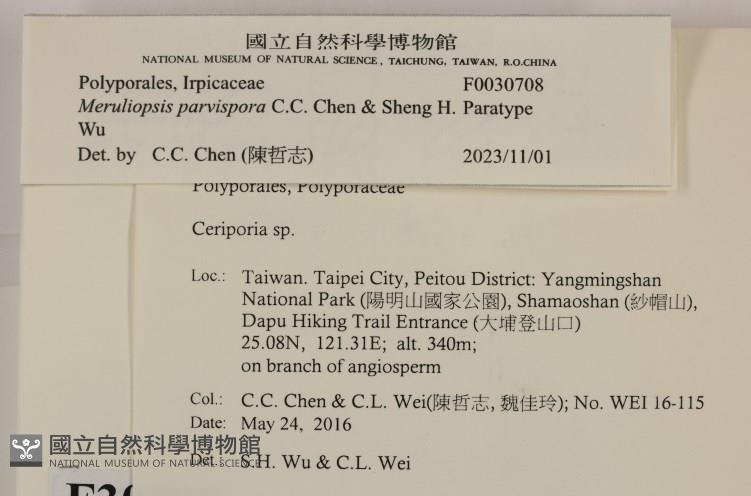 國立自然科學博物館
NATIONAL MUSEUM OF NATURAL SCIENCE, TAICHUNG, TAIWAN, R.O.CHINA
Polyporales, Irpicaceae F0030708
Meruliopsis parvispora C.C. Chen & Sheng H. Paratype
Wu
Det. by C.C. Chen (陳哲志) 2023/11/01
Polyporales, Polyporaceae
Ceriporia sp.
Loc.: Taiwan. Taipei City, Peitou District: Yangmingshan
National Park (陽明山國家公園), Shamaoshan (紗帽山),
Dapu Hiking Trail Entrance (大埔登山口)
25.08N, 121.31E; alt. 340m;
on branch of angiosperm
Col.: C.C. Chen & C.L. Wei(陳哲志, 魏佳玲); No. WEI 16-115
Date: May 24, 2016
Det.: S.H. Wu & C.L. Wei
國立自然科學博物館
NATIONAL MUSEUM OF NATURAL SCIENCE